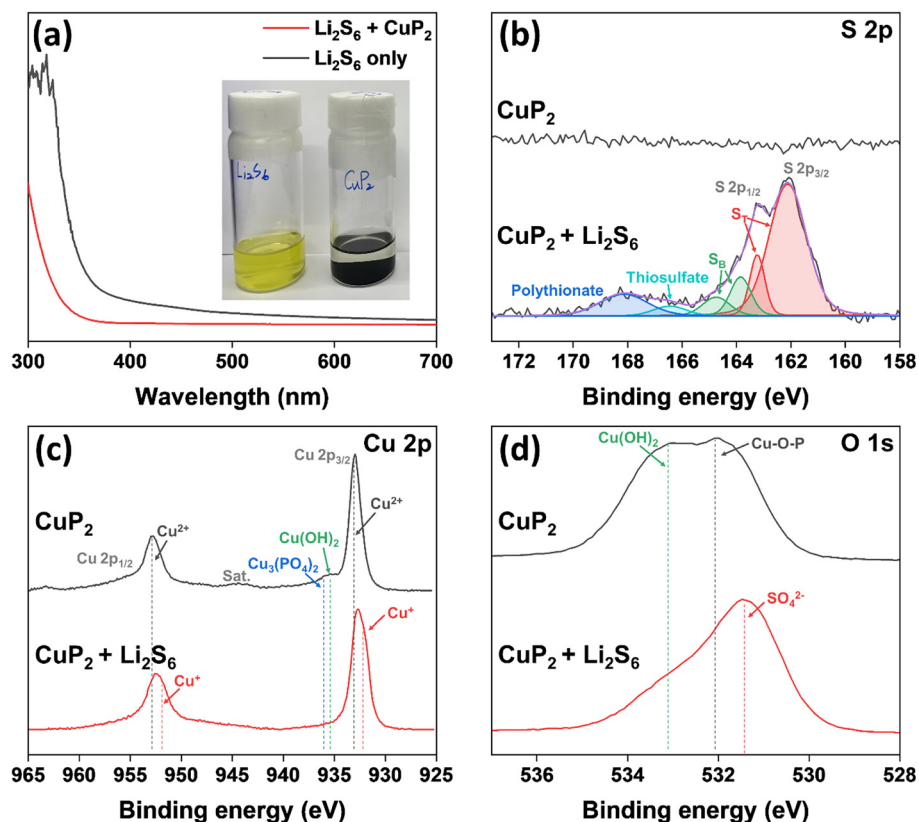 (a)
Li₂S₆ + CuP₂
Li₂S₆ only
Li₂S₆
CuP₂
300 400 500 600 700
Wavelength (nm)
(b)
S 2p
CuP₂
S 2p₃/₂
S 2p₁/₂
CuP₂ + Li₂S₆
S_T
S_B
Thiosulfate
Polythionate
172 170 168 166 164 162 160 158
Binding energy (eV)
(c)
Cu 2p
Cu 2p₃/₂
CuP₂
Cu²⁺
Cu²⁺
Cu(OH)₂
Cu 2p₁/₂
Sat.
Cu₃(PO₄)₂
Cu⁺
CuP₂ + Li₂S₆
Cu⁺
965 960 955 950 945 940 935 930 925
Binding energy (eV)
(d)
O 1s
Cu(OH)₂
Cu-O-P
CuP₂
SO₄²⁻
CuP₂ + Li₂S₆
536 534 532 530 528
Binding energy (eV)